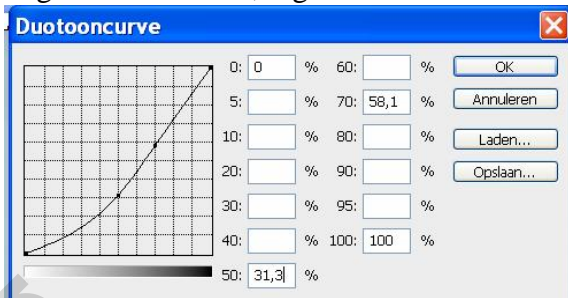 Duotooncurve
0: 0 % 60: % OK
5: % 70: 58,1 % Annuleren
10: % 80: % Laden...
20: % 90: % Opslaan...
30: % 95: %
40: % 100: 100 %
50: 31,3 %